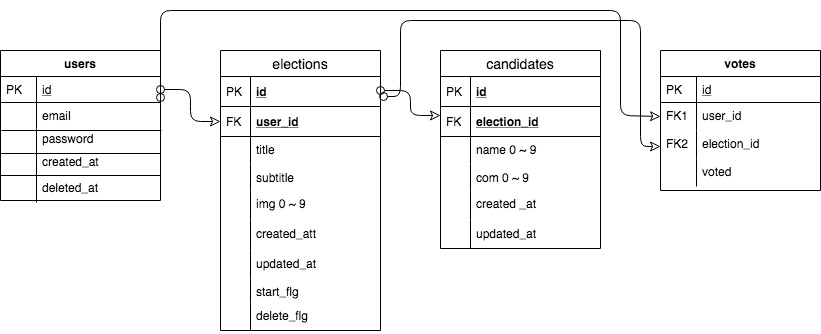 users
PK id
email
password
created_at
deleted_at
elections
PK id
FK user_id
title
subtitle
img 0 ~ 9
created_att
updated_at
start_flg
delete_flg
candidates
PK id
FK election_id
name 0 ~ 9
com 0 ~ 9
created _at
updated_at
votes
PK id
FK1 user_id
FK2 election_id
voted